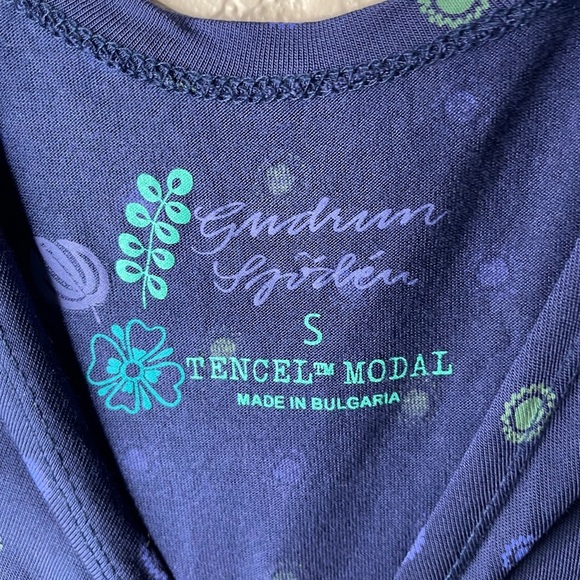 Gudrun
Sjödén
S
TENCEL™ MODAL
MADE IN BULGARIA